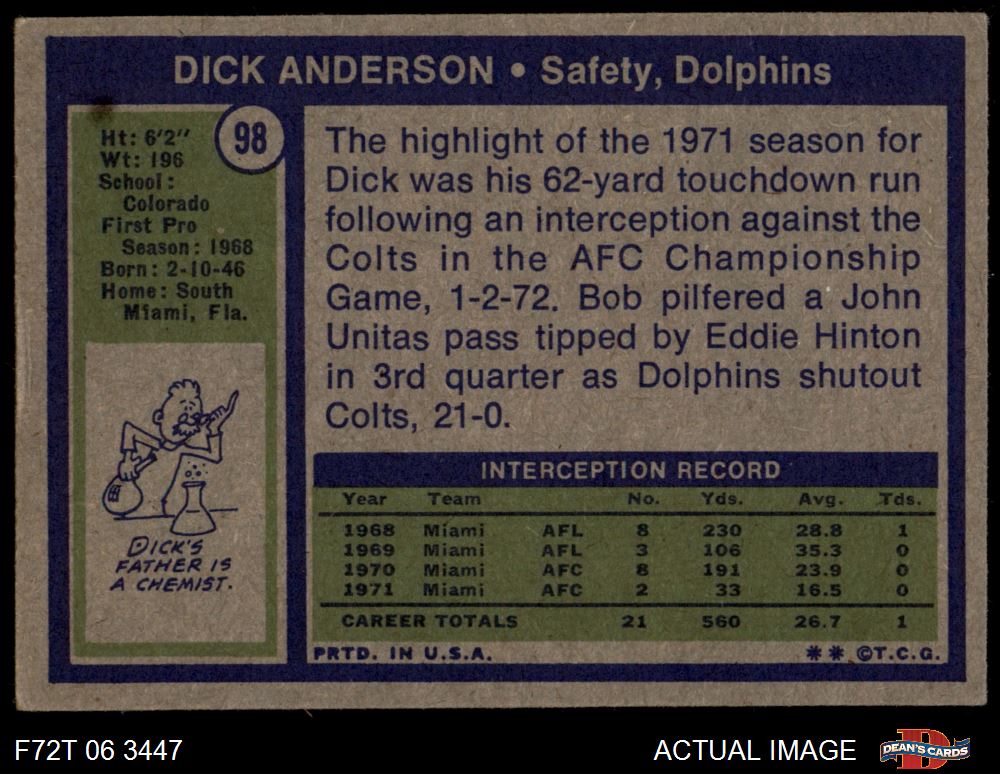 DICK ANDERSON • Safety, Dolphins
98
Ht: 6'2"
Wt: 196
School:
Colorado
First Pro
Season: 1968
Born: 2-10-46
Home: South
Miami, Fla.
DICK'S
FATHER IS
A CHEMIST.
The highlight of the 1971 season for
Dick was his 62-yard touchdown run
following an interception against the
Colts in the AFC Championship
Game, 1-2-72. Bob pilfered a John
Unitas pass tipped by Eddie Hinton
in 3rd quarter as Dolphins shutout
Colts, 21-0.
INTERCEPTION RECORD
Year Team No. Yds. Avg. Tds.
1968 Miami AFL 8 230 28.8 1
1969 Miami AFL 3 106 35.3 0
1970 Miami AFC 8 191 23.9 0
1971 Miami AFC 2 33 16.5 0
CAREER TOTALS 21 560 26.7 1
PRTD. IN U.S.A. ** ©T.C.G.
F72T 06 3447 ACTUAL IMAGE DEAN'S CARDS